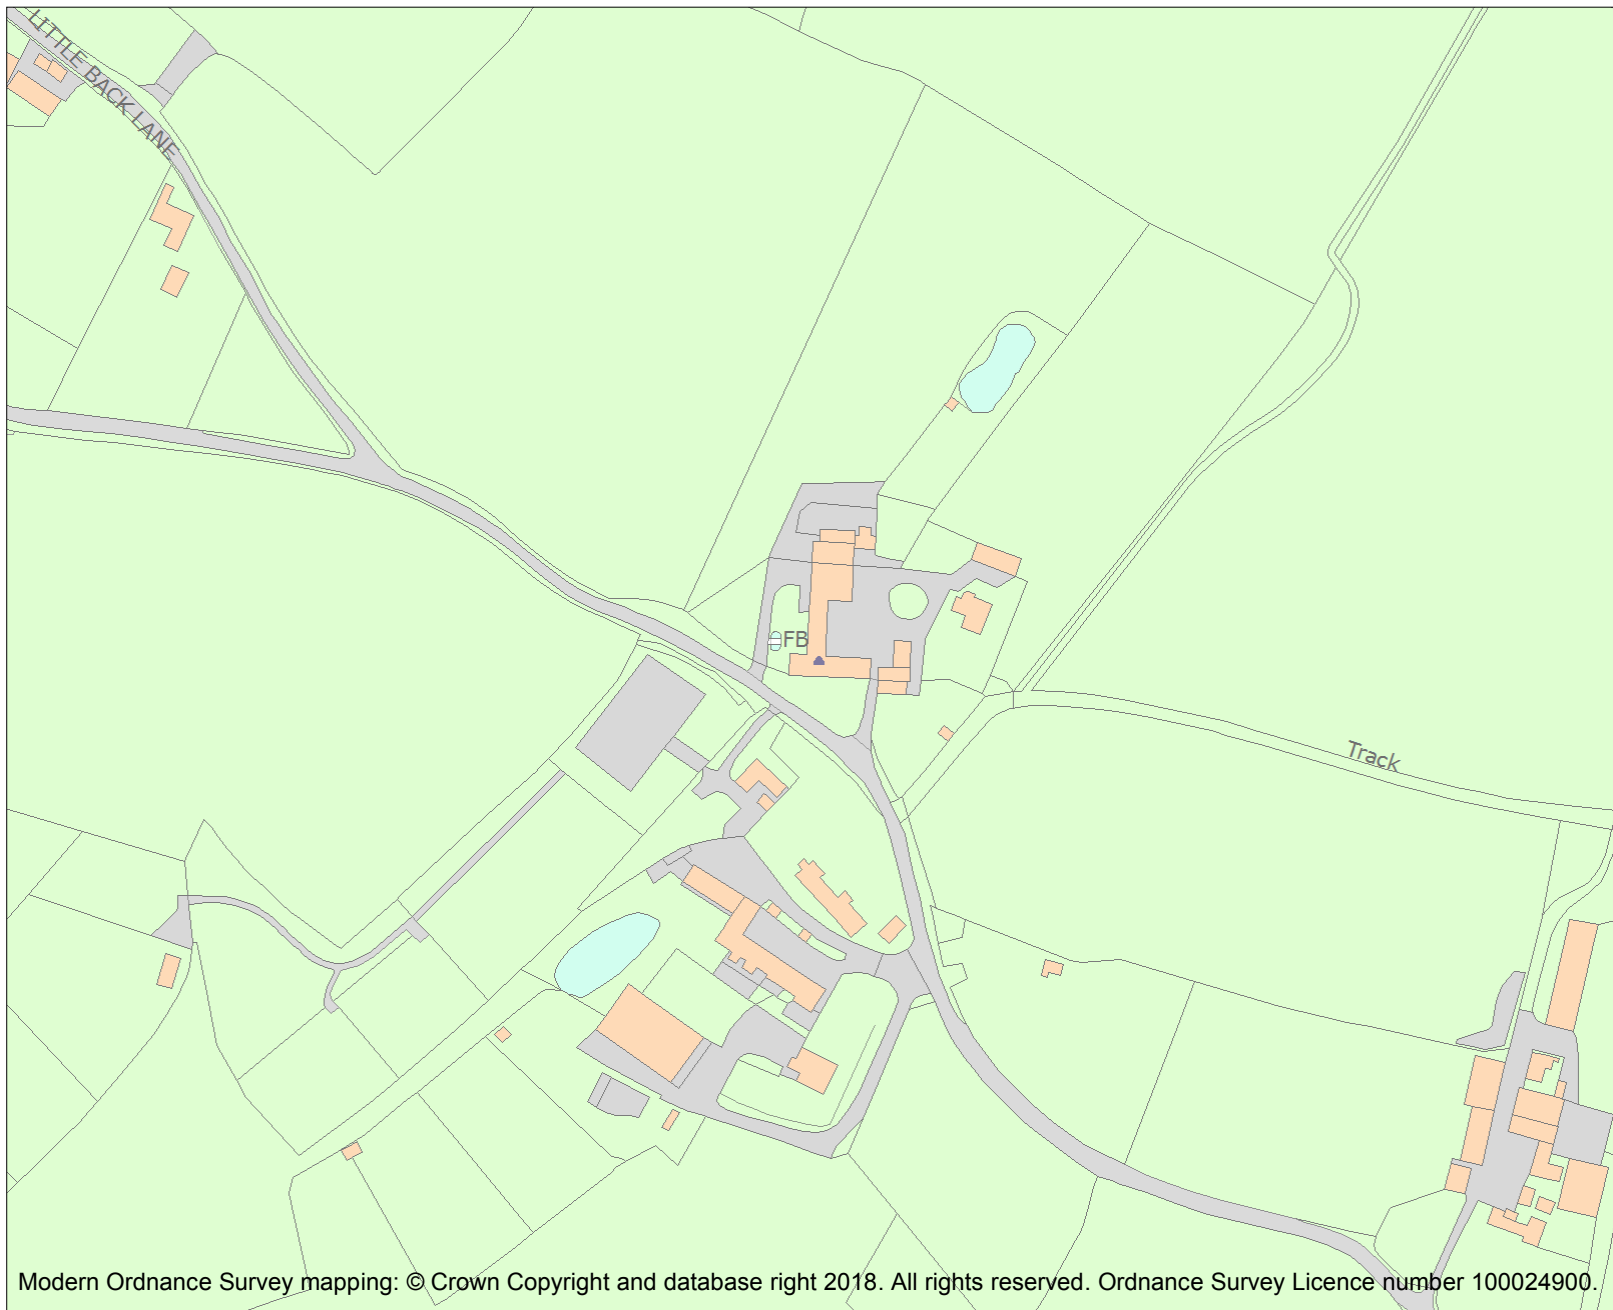 LITTLE BACK LANE
FB
Track
Modern Ordnance Survey mapping: © Crown Copyright and database right 2018. All rights reserved. Ordnance Survey Licence number 100024900.